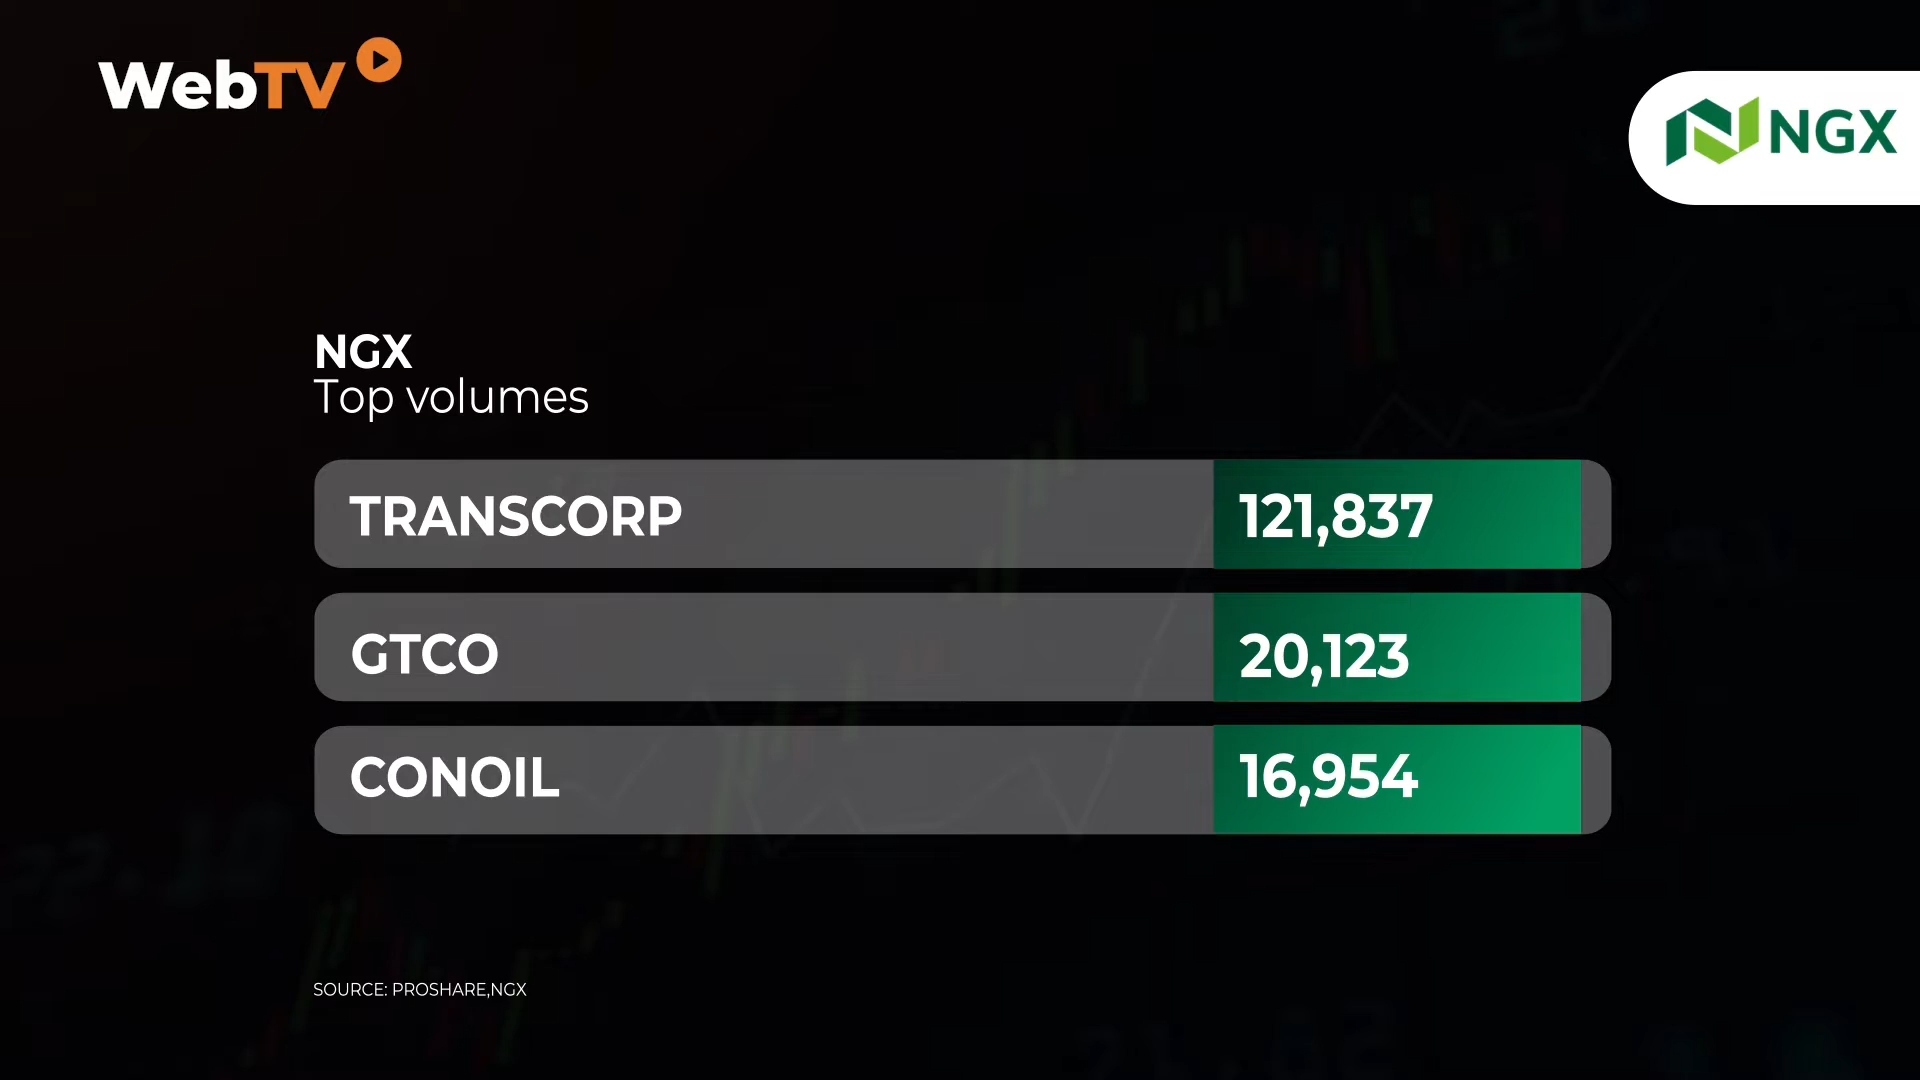 WebTV
NGX
NGX
Top volumes
TRANSCORP 121,837
GTCO 20,123
CONOIL 16,954
SOURCE: PROSHARE,NGX